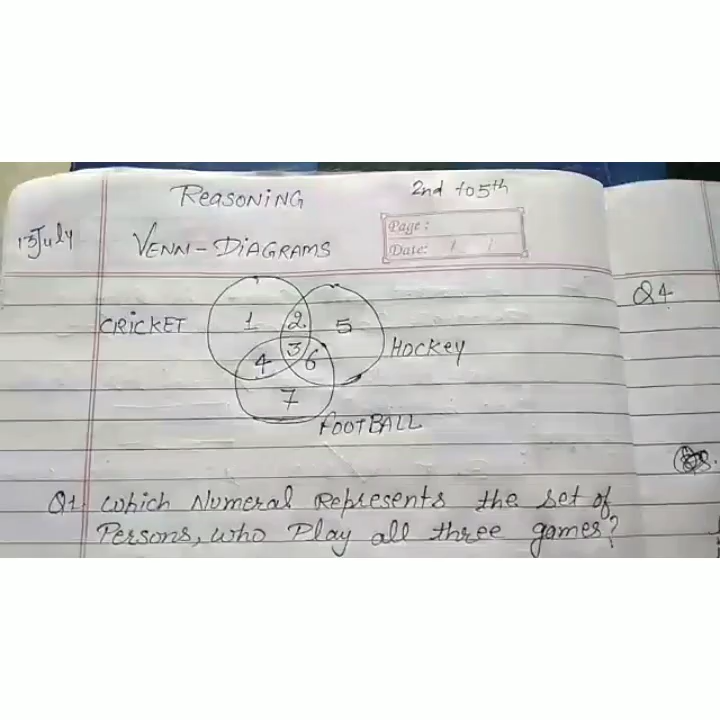 REASONING
2nd to 5th
13 July
VENN-DIAGRAMS
Page:
Date:
Q4
CRICKET
1
2
5
3
HOCKEY
4
6
7
FOOTBALL
Q1. Which Numeral Represents the set of
Persons, who Play all three games?